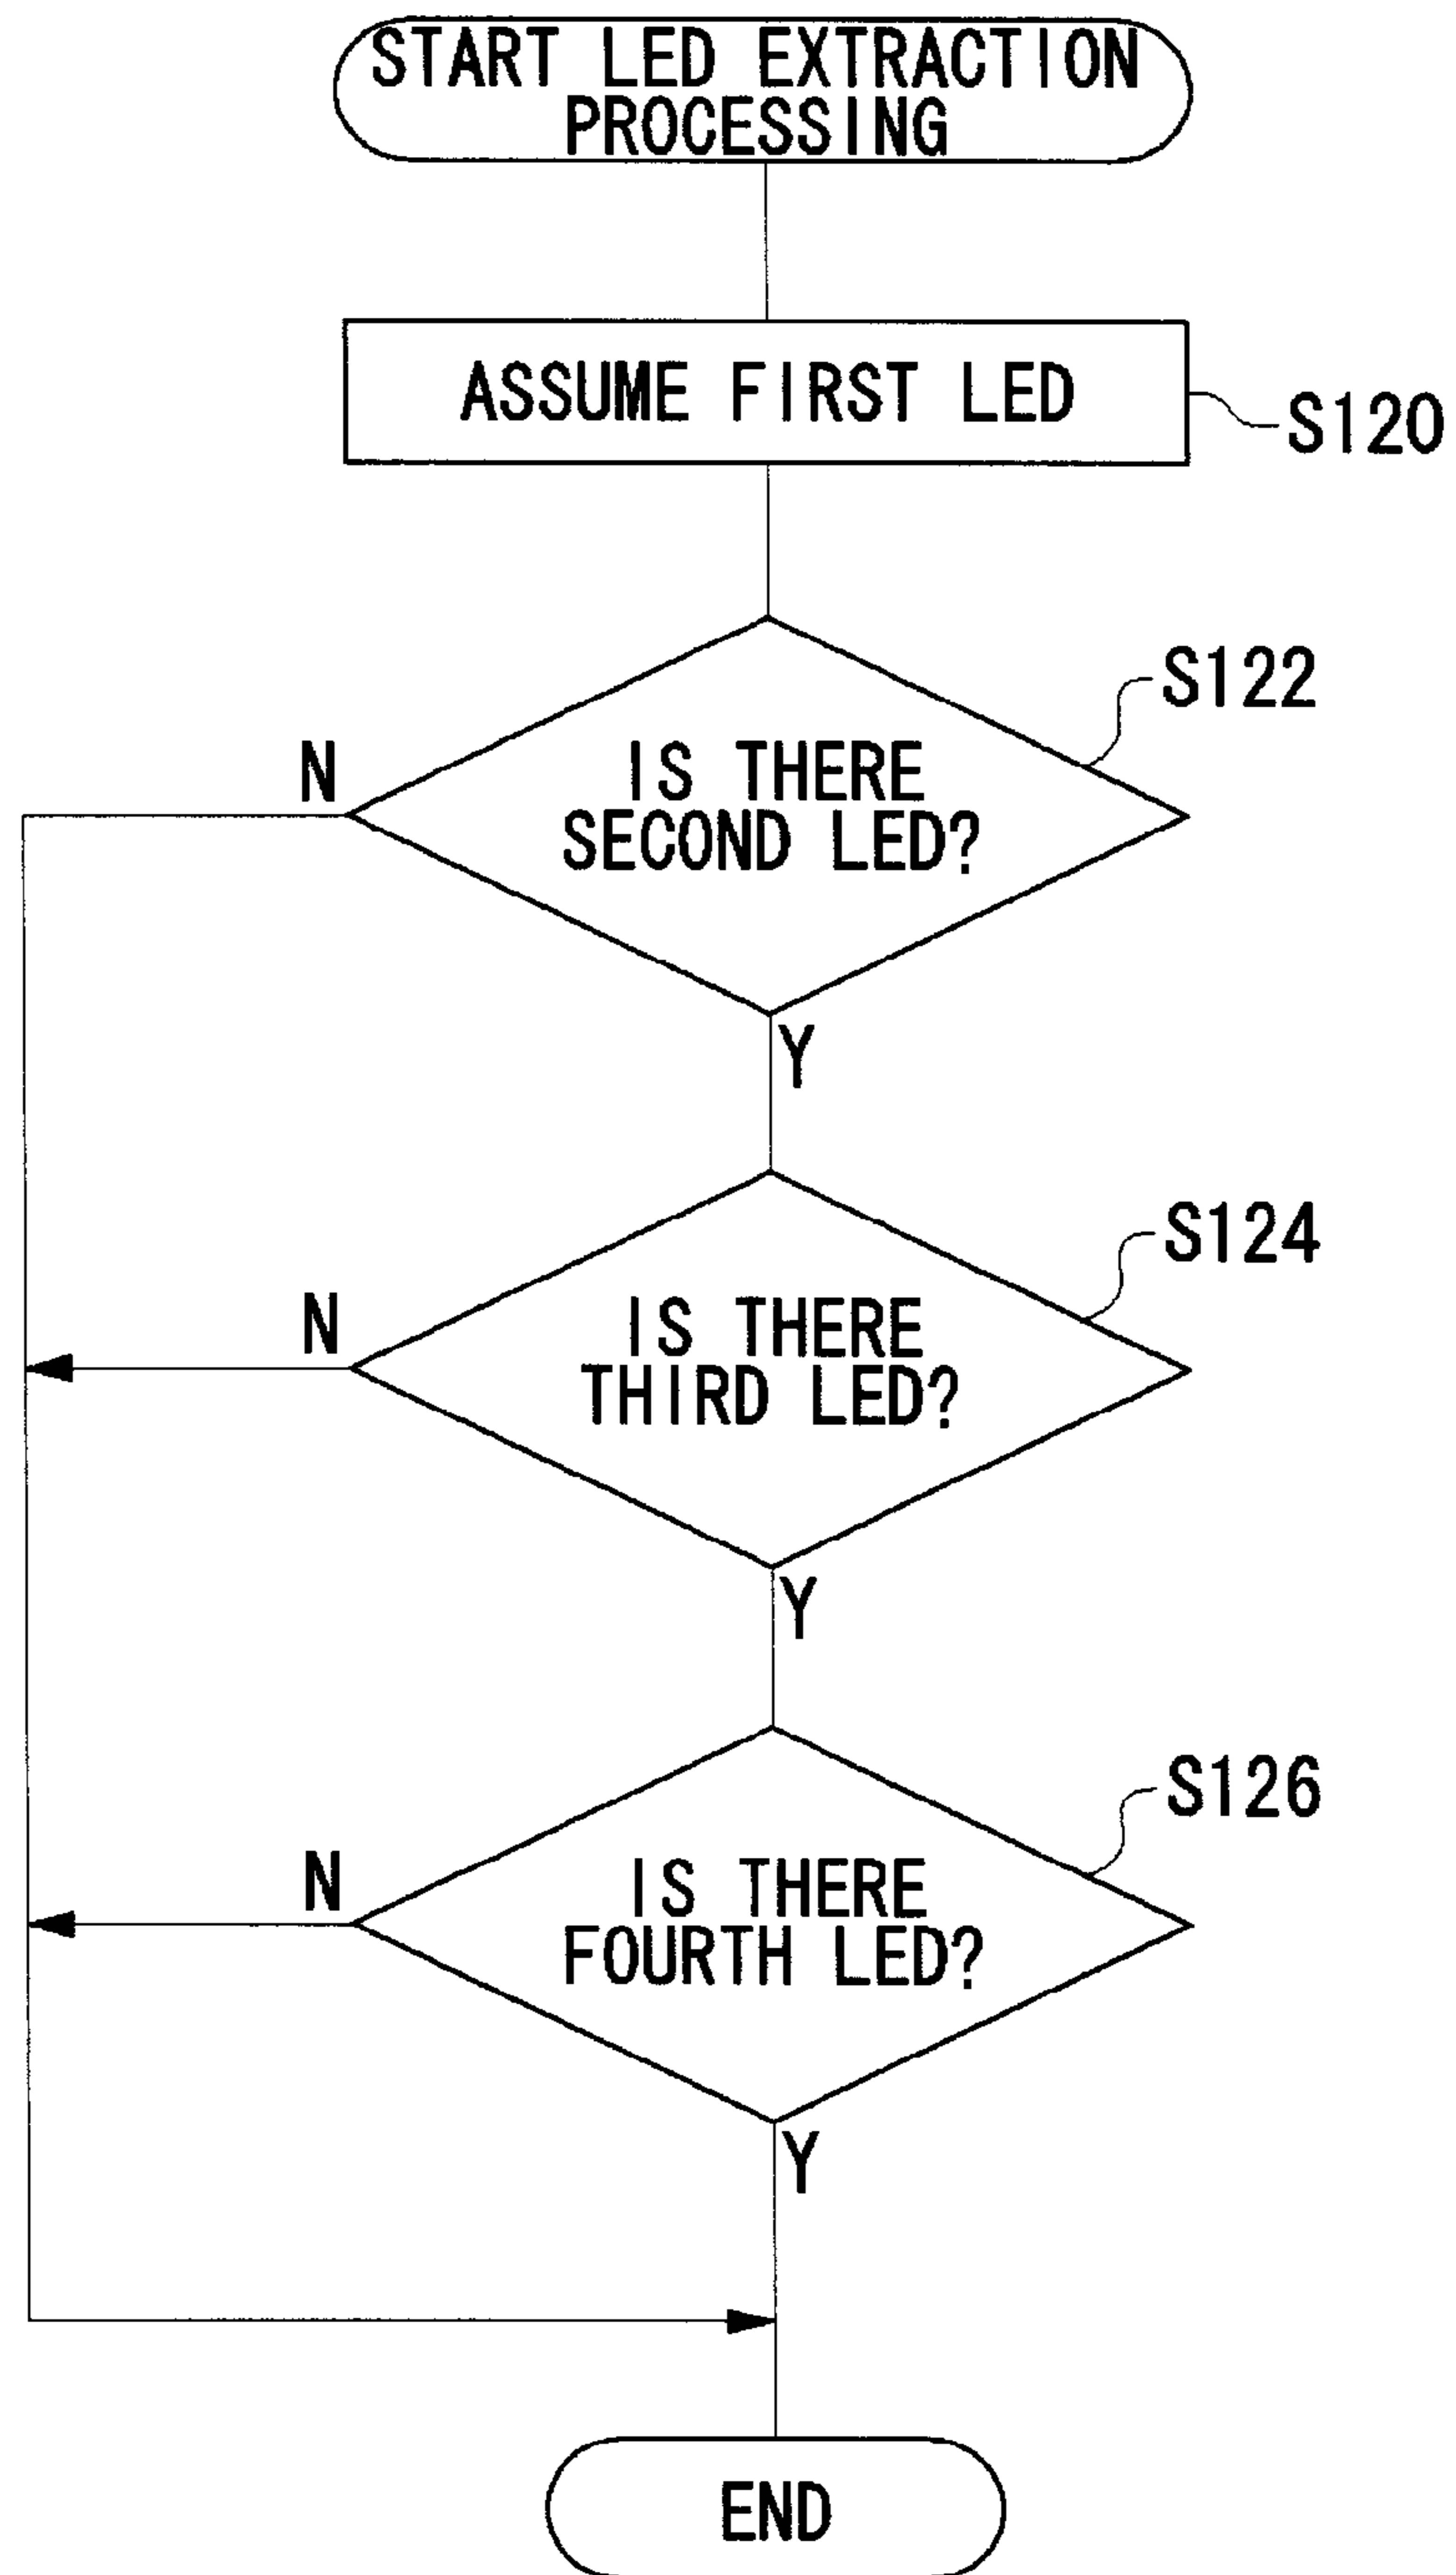 START LED EXTRACTION
PROCESSING
ASSUME FIRST LED
S120
S122
N
IS THERE
SECOND LED?
Y
S124
N
IS THERE
THIRD LED?
Y
S126
N
IS THERE
FOURTH LED?
Y
END